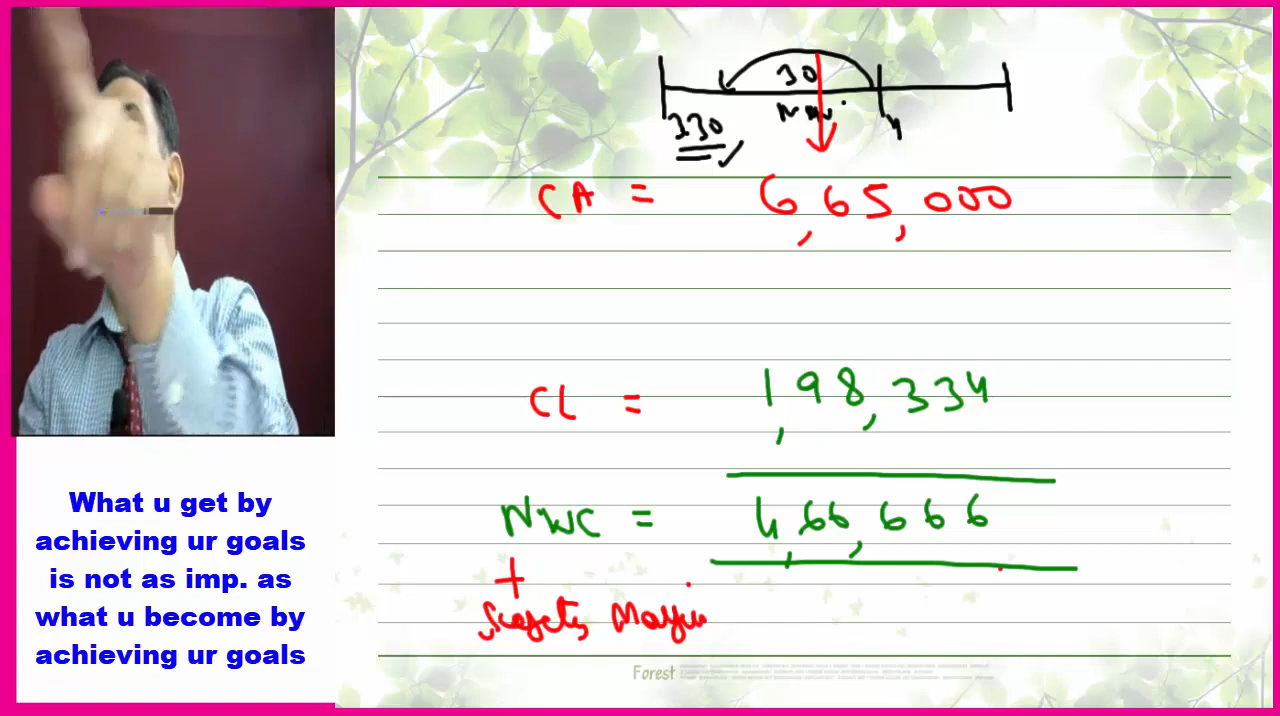 30
330
CA = 6,65,000
CL = 1,98,334
NWC = 4,66,666
+
Safety Margin
What u get by
achieving ur goals
is not as imp. as
what u become by
achieving ur goals
Forest